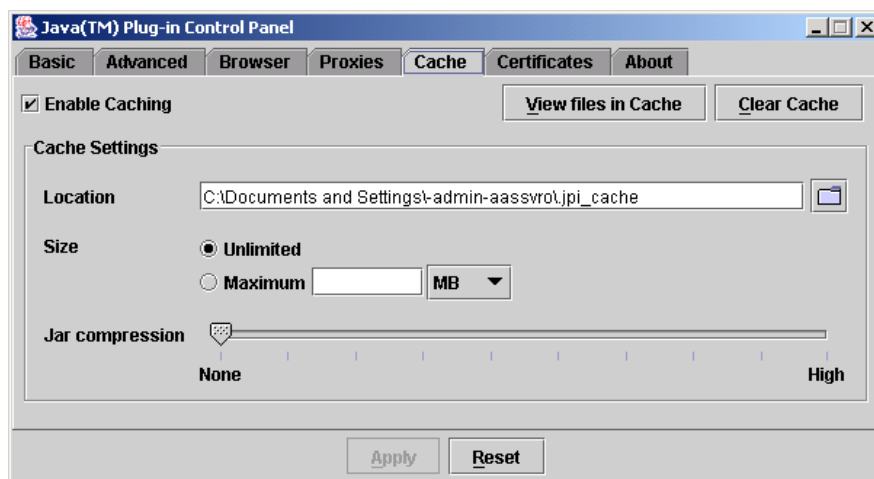 Java(TM) Plug-in Control Panel
Basic Advanced Browser Proxies Cache Certificates About
Enable Caching View files in Cache Clear Cache
Cache Settings
Location C:\Documents and Settings\-admin-aassvro\.jpi_cache
Size Unlimited
Maximum MB
Jar compression
None High
Apply Reset